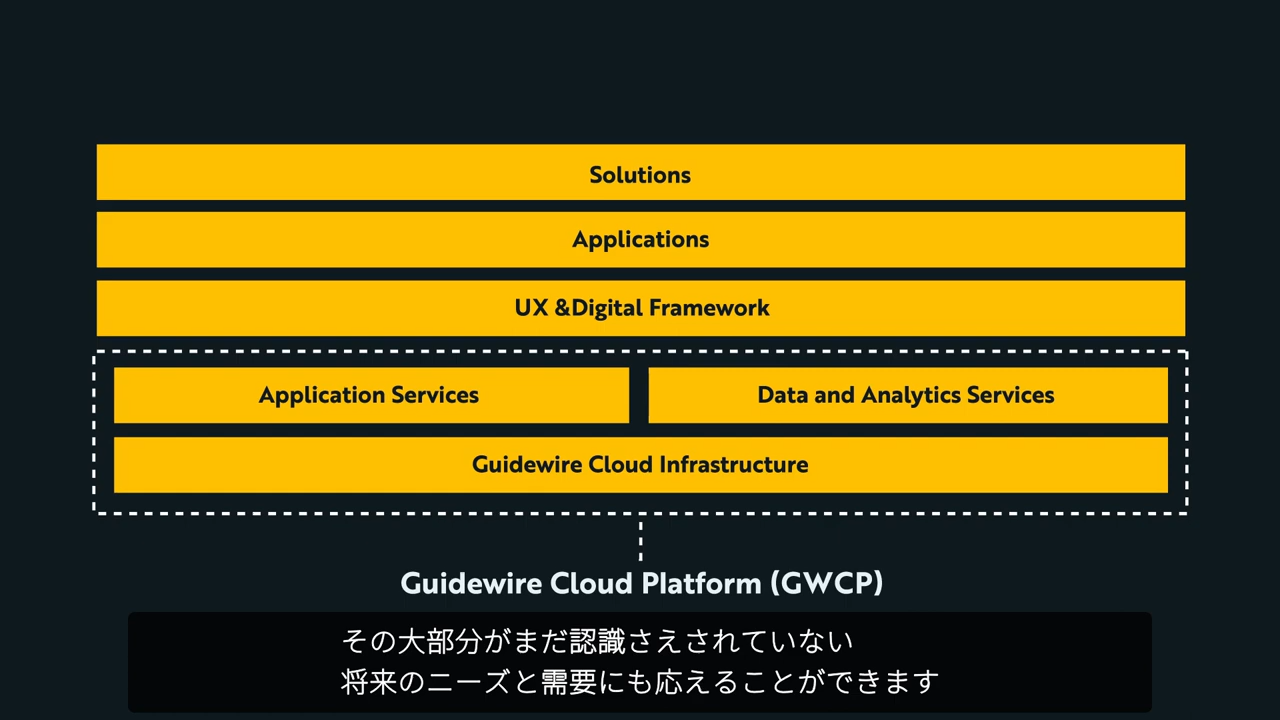 Solutions
Applications
UX &Digital Framework
Application Services
Data and Analytics Services
Guidewire Cloud Infrastructure
Guidewire Cloud Platform (GWCP)
その大部分がまだ認識さえされていない
将来のニーズと需要にも応えることができます